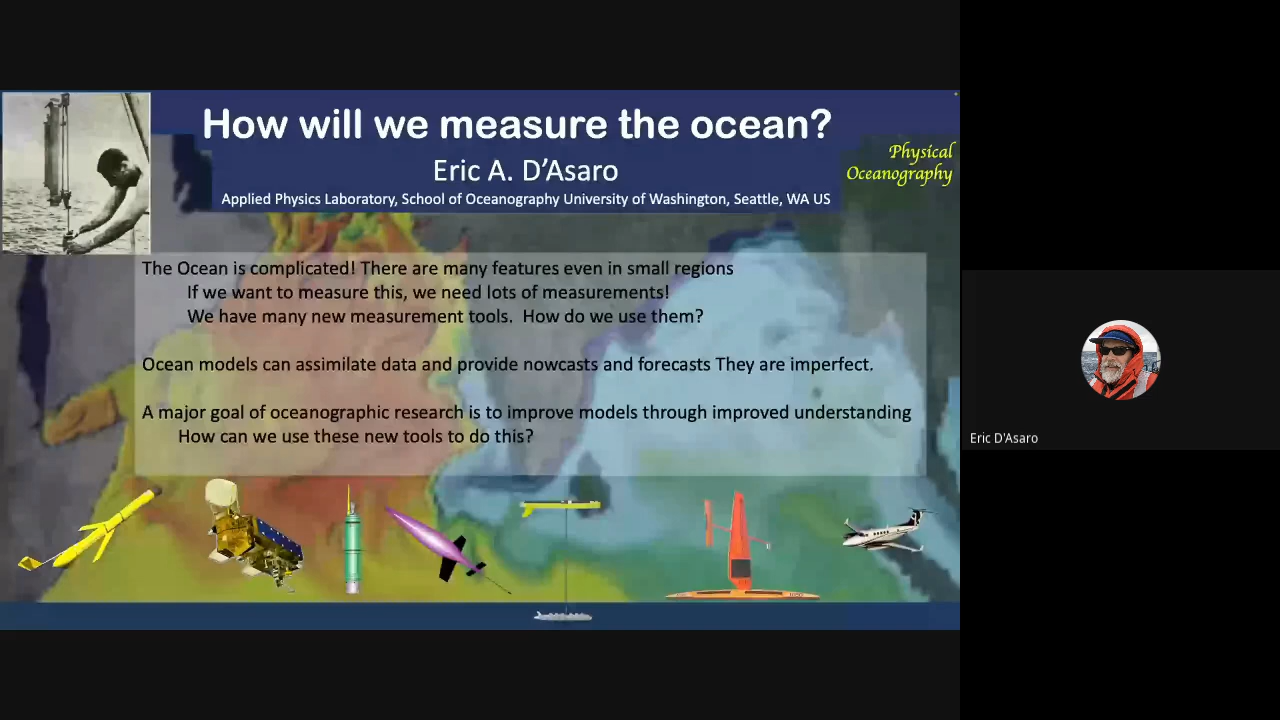 How will we measure the ocean?
Eric A. D'Asaro
Physical
Oceanography
Applied Physics Laboratory, School of Oceanography University of Washington, Seattle, WA US
The Ocean is complicated! There are many features even in small regions
If we want to measure this, we need lots of measurements!
We have many new measurement tools.  How do we use them?
Ocean models can assimilate data and provide nowcasts and forecasts They are imperfect.
A major goal of oceanographic research is to improve models through improved understanding
How can we use these new tools to do this?
Eric D'Asaro